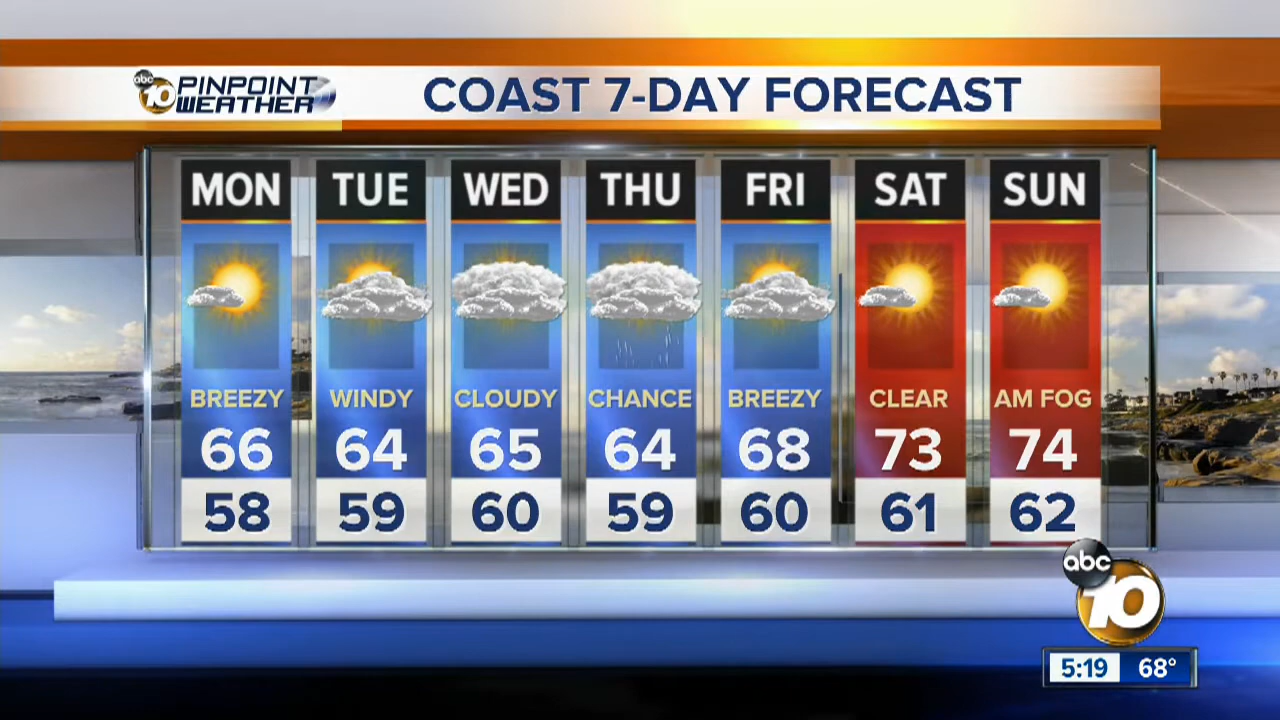 abc 10 PINPOINT WEATHER
COAST 7-DAY FORECAST
MON TUE WED THU FRI SAT SUN
BREEZY WINDY CLOUDY CHANCE BREEZY CLEAR AM FOG
66 64 65 64 68 73 74
58 59 60 59 60 61 62
abc
10
5:19 68°